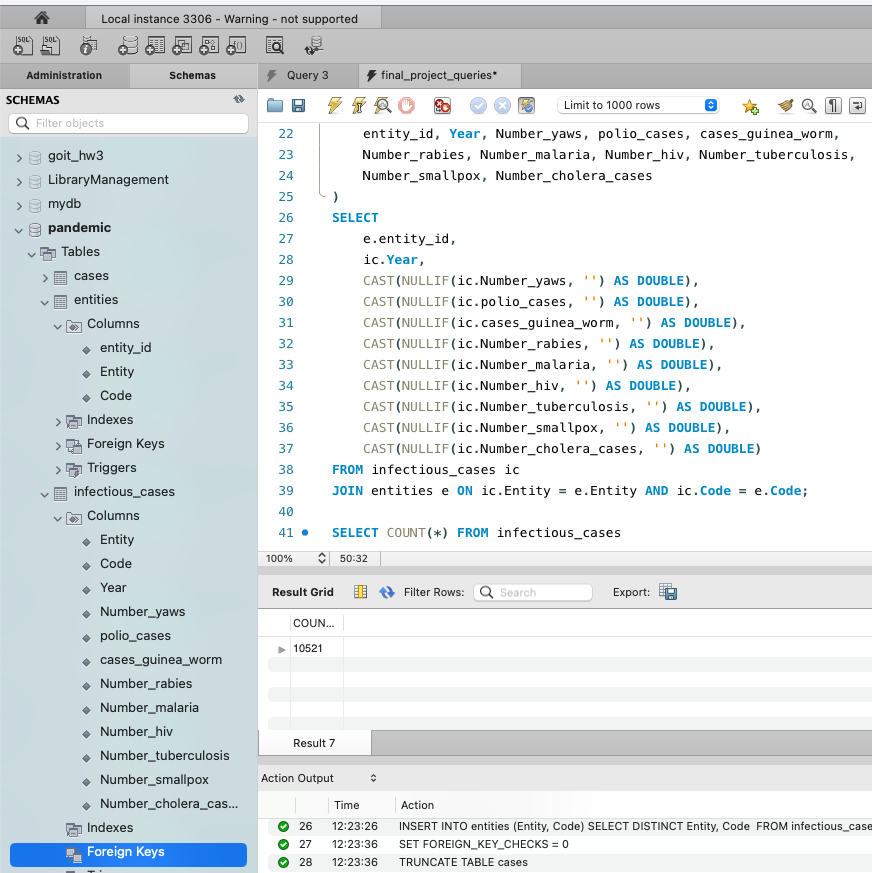 Local instance 3306 - Warning - not supported
Administration
Schemas
Query 3
final_project_queries*
SCHEMAS
Filter objects
Limit to 1000 rows
goit_hw3
LibraryManagement
mydb
pandemic
Tables
cases
entities
Columns
entity_id
Entity
Code
Indexes
Foreign Keys
Triggers
infectious_cases
Columns
Entity
Code
Year
Number_yaws
polio_cases
cases_guinea_worm
Number_rabies
Number_malaria
Number_hiv
Number_tuberculosis
Number_smallpox
Number_cholera_cas...
Indexes
Foreign Keys
22 entity_id, Year, Number_yaws, polio_cases, cases_guinea_worm,
23 Number_rabies, Number_malaria, Number_hiv, Number_tuberculosis,
24 Number_smallpox, Number_cholera_cases
25 )
26 SELECT
27 e.entity_id,
28 ic.Year,
29 CAST(NULLIF(ic.Number_yaws, '') AS DOUBLE),
30 CAST(NULLIF(ic.polio_cases, '') AS DOUBLE),
31 CAST(NULLIF(ic.cases_guinea_worm, '') AS DOUBLE),
32 CAST(NULLIF(ic.Number_rabies, '') AS DOUBLE),
33 CAST(NULLIF(ic.Number_malaria, '') AS DOUBLE),
34 CAST(NULLIF(ic.Number_hiv, '') AS DOUBLE),
35 CAST(NULLIF(ic.Number_tuberculosis, '') AS DOUBLE),
36 CAST(NULLIF(ic.Number_smallpox, '') AS DOUBLE),
37 CAST(NULLIF(ic.Number_cholera_cases, '') AS DOUBLE)
38 FROM infectious_cases ic
39 JOIN entities e ON ic.Entity = e.Entity AND ic.Code = e.Code;
40
41 SELECT COUNT(*) FROM infectious_cases
100% 50:32
Result Grid Filter Rows: Search Export:
COUN...
10521
Result 7
Action Output
Time Action
26 12:23:26 INSERT INTO entities (Entity, Code) SELECT DISTINCT Entity, Code FROM infectious_case
27 12:23:36 SET FOREIGN_KEY_CHECKS = 0
28 12:23:36 TRUNCATE TABLE cases